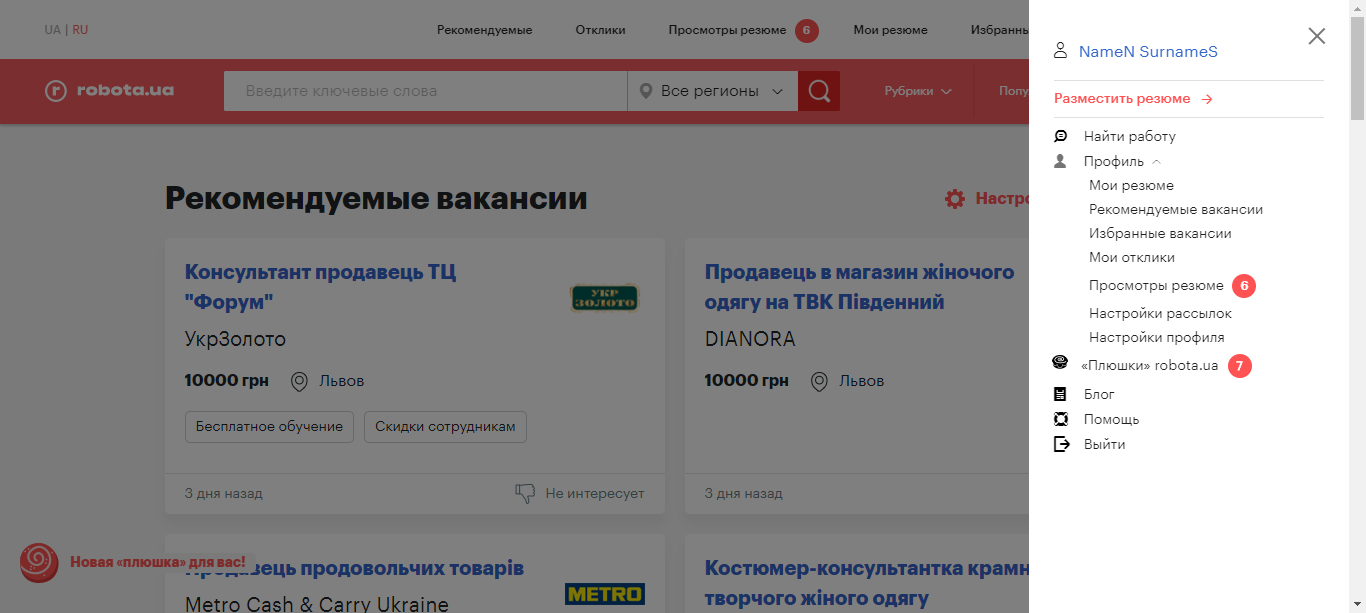 UA | RU
Рекомендуемые
Отклики
Просмотры резюме 6
Мои резюме
robota.ua
Введите ключевые слова
Все регионы
Рубрики
Рекомендуемые вакансии
Консультант продавець ТЦ
"Форум"
УКР
ЗОЛОТО
УкрЗолото
10000 грн
Львов
Бесплатное обучение
Скидки сотрудникам
3 дня назад
Не интересует
Продавець в магазин жіночого
одягу на ТВК Південний
DIANORA
10000 грн
Львов
3 дня назад
Новая «плюшка» для вас!
продовольчих товарів
METRO
Metro Cash & Carry Ukraine
Костюмер-консультантка
творчого жіного одягу
NameN SurnameS
Разместить резюме →
Найти работу
Профиль
Мои резюме
Рекомендуемые вакансии
Избранные вакансии
Мои отклики
Просмотры резюме 6
Настройки рассылок
Настройки профиля
«Плюшки» robota.ua 7
Блог
Помощь
Выйти